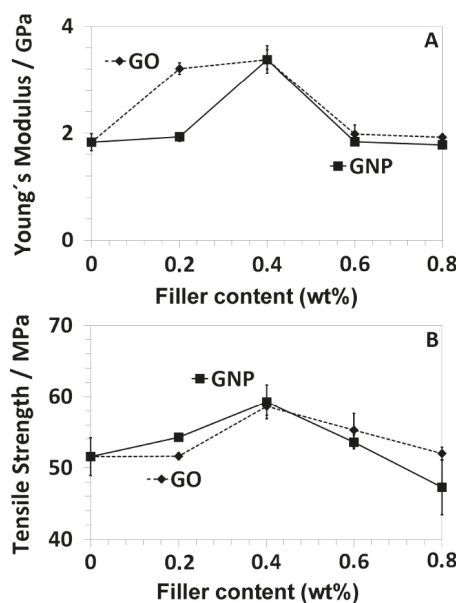 A
Young´s Modulus / GPa
4
GO
2
GNP
0
0 0.2 0.4 0.6 0.8
Filler content (wt%)
B
Tensile Strength / MPa
70
GNP
60
50
GO
40
0 0.2 0.4 0.6 0.8
Filler content (wt%)